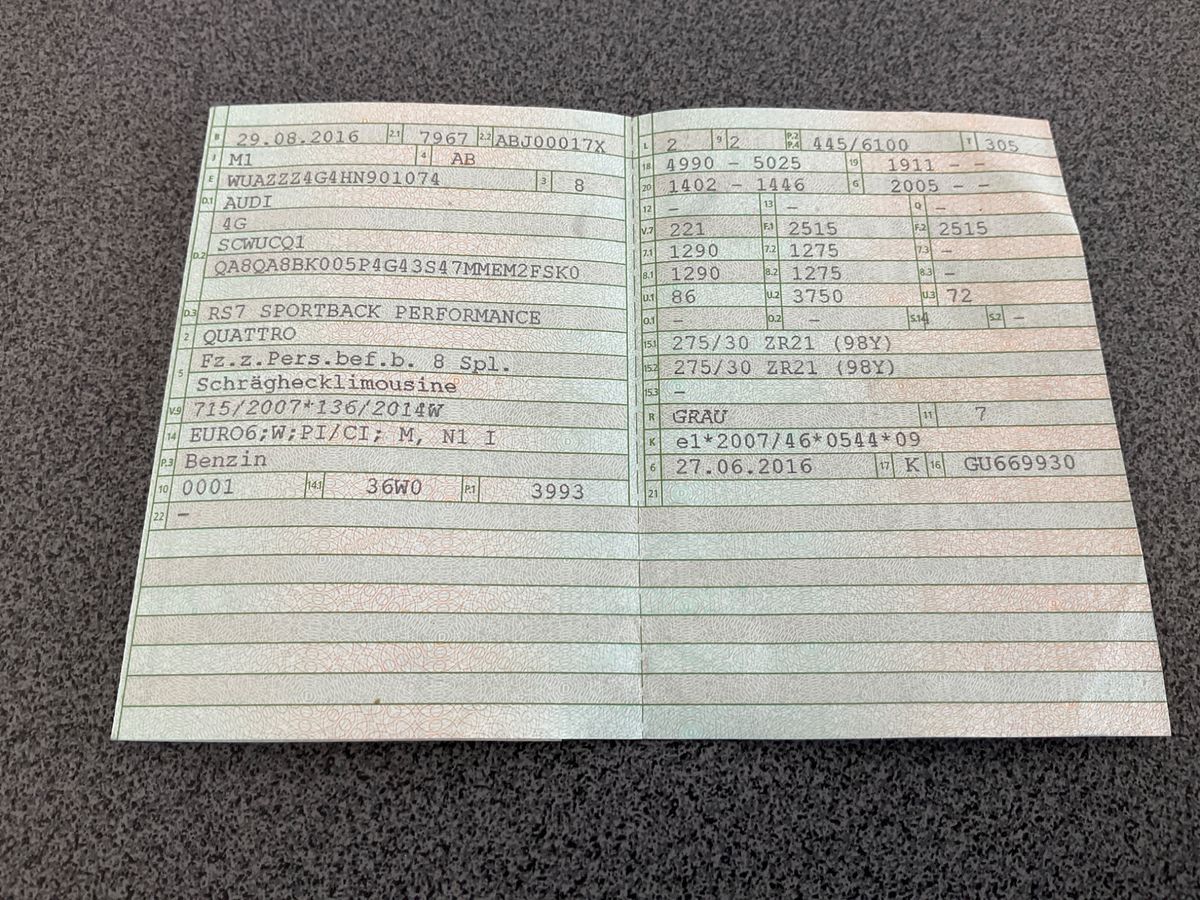 B 29.08.2016 2.1 7967 2.2 ABJ00017X
J M1 4 AB
E WUAZZZ4G4HN901074 3 8
D.1 AUDI
4G
D.2 SCWUCQ1
QA8QA8BK005P4G43S47MMEM2FSK0
D.3 RS7 SPORTBACK PERFORMANCE
2 QUATTRO
5 Fz.z.Pers.bef.b. 8 Spl.
Schräghecklimousine
V.9 715/2007*136/2014W
14 EURO6;W;PI/CI; M, N1 I
P.3 Benzin
10 0001 14.1 36W0 P.1 3993
22 –
L 2 9 2 P.2 P.4 445/6100 T 305
18 4990 - 5025 19 1911 - -
20 1402 - 1446 G 2005 - -
12 – 13 – Q –
V.7 221 F.1 2515 F.2 2515
7.1 1290 7.2 1275 7.3 –
8.1 1290 8.2 1275 8.3 –
U.1 86 U.2 3750 U.3 72
O.1 – O.2 – S.1 4 S.2 –
15.1 275/30 ZR21 (98Y)
15.2 275/30 ZR21 (98Y)
15.3 –
R GRAU 11 7
K e1*2007/46*0544*09
6 27.06.2016 17 K 16 GU669930
21